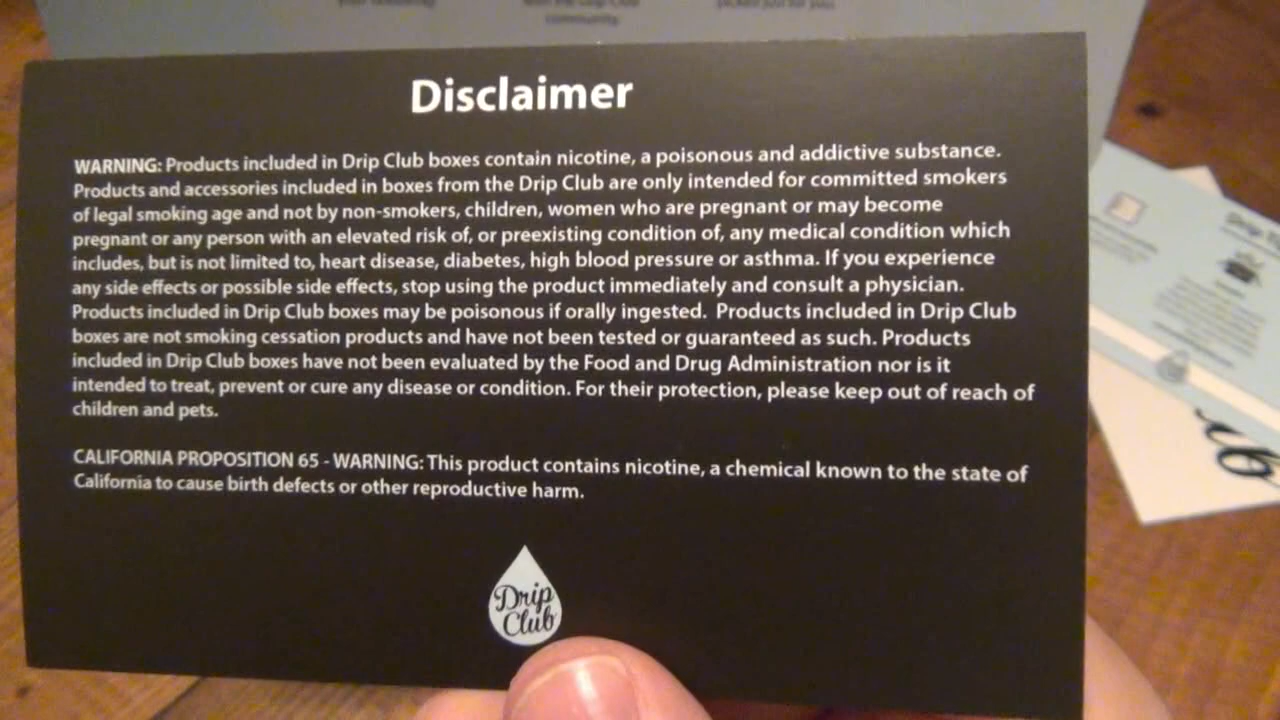 community.
Disclaimer
WARNING: Products included in Drip Club boxes contain nicotine, a poisonous and addictive substance.
Products and accessories included in boxes from the Drip Club are only intended for committed smokers
of legal smoking age and not by non-smokers, children, women who are pregnant or may become
pregnant or any person with an elevated risk of, or preexisting condition of, any medical condition which
includes, but is not limited to, heart disease, diabetes, high blood pressure or asthma. If you experience
any side effects or possible side effects, stop using the product immediately and consult a physician.
Products included in Drip Club boxes may be poisonous if orally ingested.  Products included in Drip Club
boxes are not smoking cessation products and have not been tested or guaranteed as such. Products
included in Drip Club boxes have not been evaluated by the Food and Drug Administration nor is it
intended to treat, prevent or cure any disease or condition. For their protection, please keep out of reach of
children and pets.
CALIFORNIA PROPOSITION 65 - WARNING: This product contains nicotine, a chemical known to the state of
California to cause birth defects or other reproductive harm.
Drip
Club